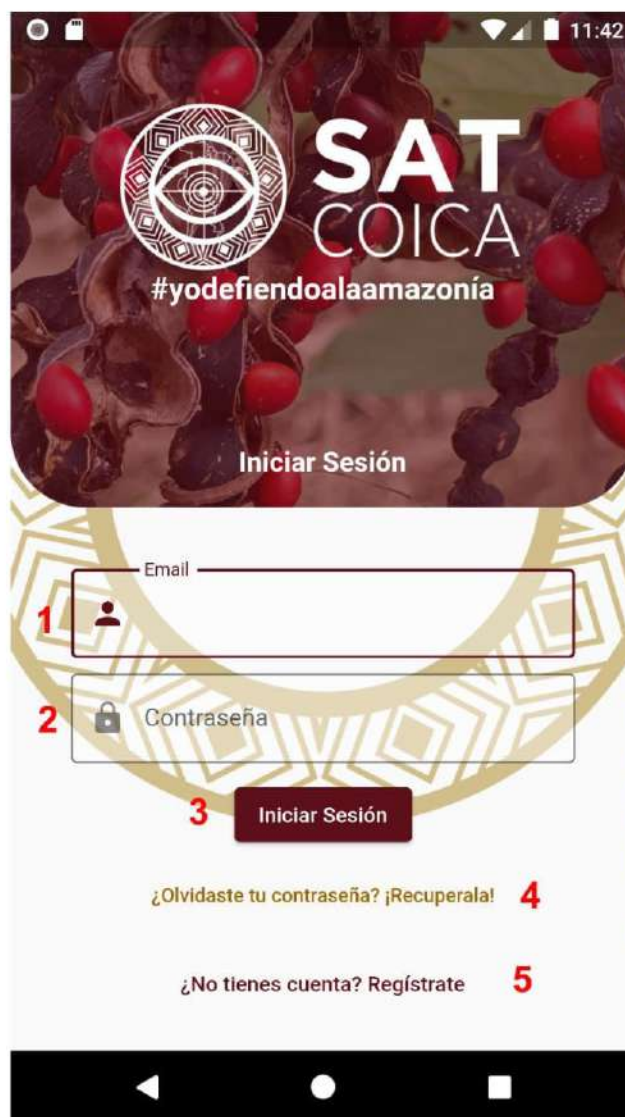 11:42
SAT
COICA
#yodefiendoalaamazonía
Iniciar Sesión
Email
1
2 Contraseña
3 Iniciar Sesión
¿Olvidaste tu contraseña? ¡Recuperala! 4
¿No tienes cuenta? Regístrate 5